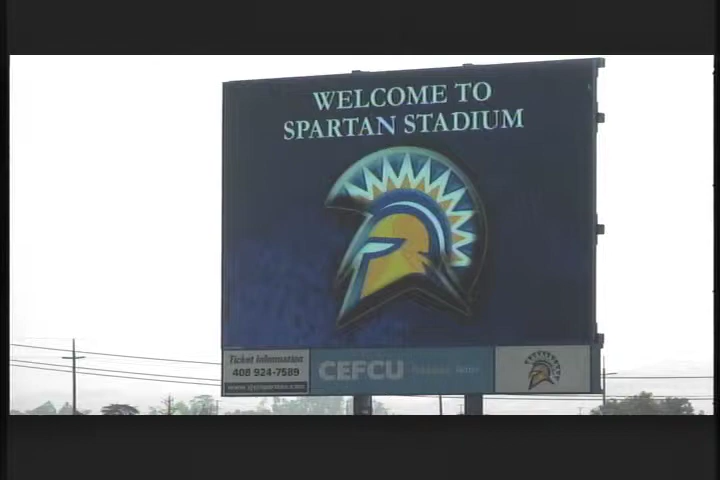 WELCOME TO
SPARTAN STADIUM
Ticket Information
408 924-7589
CEFCU